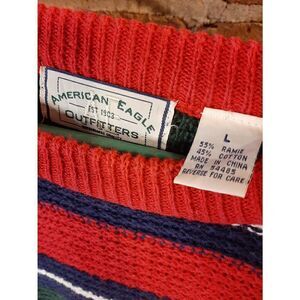 AMERICAN EAGLE
EST 1902
OUTFITTERS
L
55% RAMIE
45% COTTON
MADE IN CHINA
RN 54485
REVERSE FOR CARE